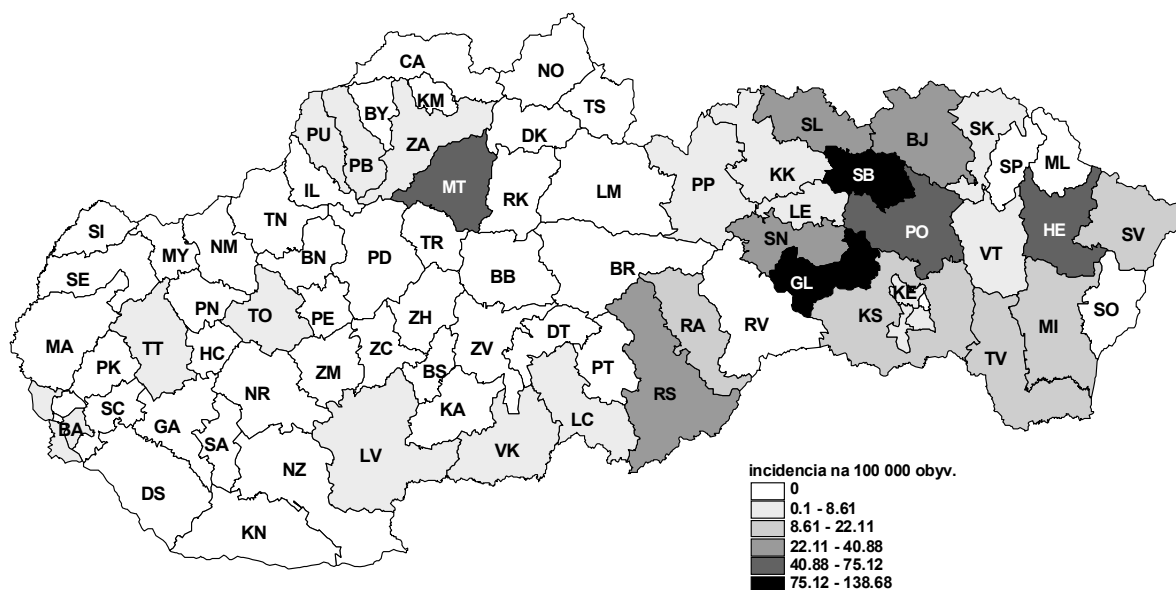 CA
NO
KM
BY
TS
PU
ZA
DK
SL
BJ
SK
PB
SP
ML
IL
MT
RK
LM
PP
KK
SB
TN
LE
SI
MY
NM
BN
PD
TR
BB
BR
SN
PO
VT
HE
SV
SE
GL
KE
PN
TO
PE
ZH
DT
RA
RV
KS
MI
SO
MA
TT
HC
ZC
ZV
PT
TV
PK
ZM
BS
NR
RS
SC
KA
BA
GA
SA
LC
LV
VK
NZ
DS
KN
incidencia na 100 000 obyv.
0
0.1 - 8.61
8.61 - 22.11
22.11 - 40.88
40.88 - 75.12
75.12 - 138.68